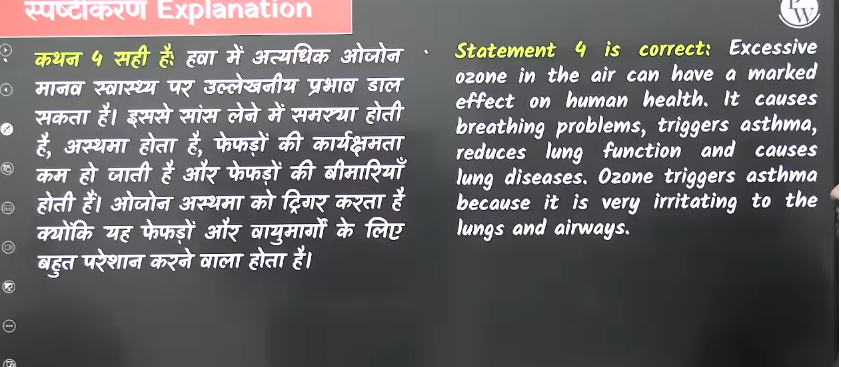 स्पष्टीकरण Explanation
PW
कथन 4 सही है: हवा में अत्यधिक ओजोन
मानव स्वास्थ्य पर उल्लेखनीय प्रभाव डाल
सकता है। इससे सांस लेने में समस्या होती
है, अस्थमा होता है, फेफड़ों की कार्यक्षमता
कम हो जाती है और फेफड़ों की बीमारियाँ
होती हैं। ओजोन अस्थमा को ट्रिगर करता है
क्योंकि यह फेफड़ों और वायुमार्गों के लिए
बहुत परेशान करने वाला होता है।
Statement 4 is correct: Excessive
ozone in the air can have a marked
effect on human health. It causes
breathing problems, triggers asthma,
reduces lung function and causes
lung diseases. Ozone triggers asthma
because it is very irritating to the
lungs and airways.